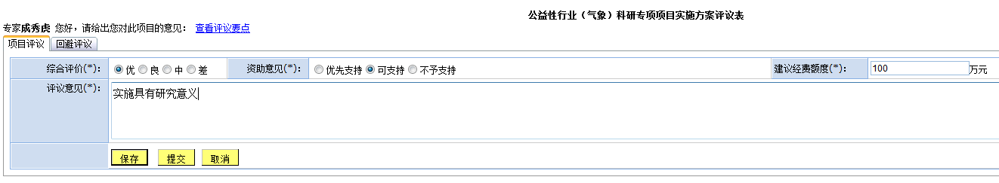 公益性行业（气象）科研专项项目实施方案评议表
专家成秀虎 您好，请给出您对此项目的意见： 查看评议要点
项目评议 回避评议
综合评价(*)： 优 良 中 差 资助意见(*)： 优先支持 可支持 不予支持 建议经费额度(*)： 100 万元
评议意见(*)： 实施具有研究意义
保存 提交 取消